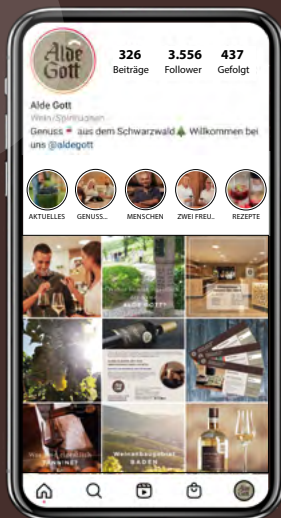 Alde
Gott
326 3.556 437
Beiträge Follower Gefolgt
Alde Gott
Wein/Spirituosen
Genuss aus dem Schwarzwald Willkommen bei
uns @aldegott
AKTUELLES GENUSS... MENSCHEN ZWEI FREU.. REZEPTE
ALDE GOTT?
TANNINE?
Weinanbaugebiet
BADEN